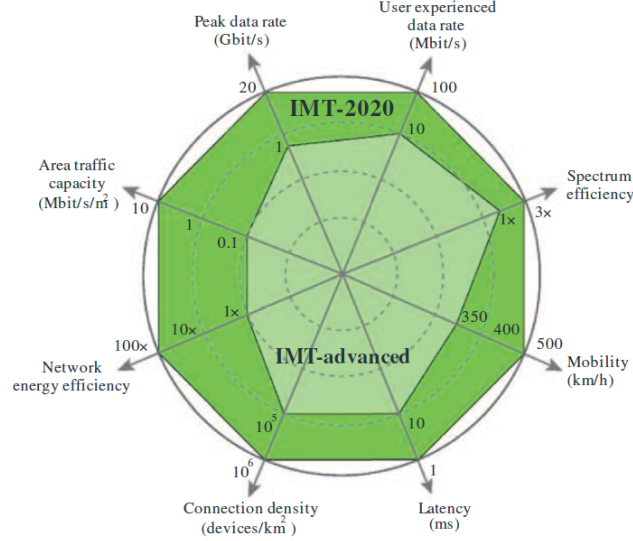 Peak data rate
(Gbit/s)
User experienced
data rate
(Mbit/s)
20
100
IMT-2020
1
10
Area traffic
capacity
(Mbit/s/m²)
Spectrum
efficiency
10
1
0.1
1×
3×
1×
10×
100×
350
400
500
Network
energy efficiency
IMT-advanced
Mobility
(km/h)
10⁵
10
10⁶
1
Connection density
(devices/km²)
Latency
(ms)